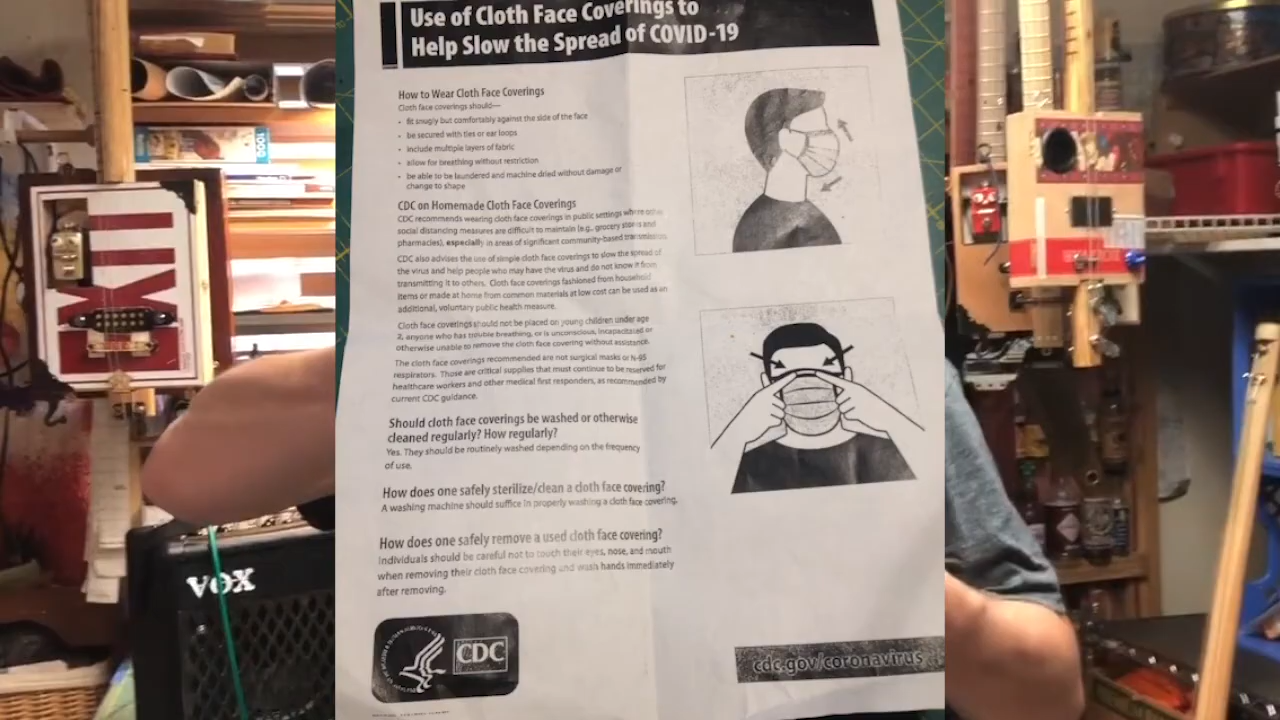 Use of Cloth Face Coverings to
Help Slow the Spread of COVID-19
How to Wear Cloth Face Coverings
Cloth face coverings should—
• fit snugly but comfortably against the side of the face
• be secured with ties or ear loops
• include multiple layers of fabric
• allow for breathing without restriction
• be able to be laundered and machine dried without damage or
change to shape
CDC on Homemade Cloth Face Coverings
CDC recommends wearing cloth face coverings in public settings where other
social distancing measures are difficult to maintain (e.g., grocery stores and
pharmacies), especially in areas of significant community-based transmission.
CDC also advises the use of simple cloth face coverings to slow the spread of
the virus and help people who may have the virus and do not know it from
transmitting it to others. Cloth face coverings fashioned from household
items or made at home from common materials at low cost can be used as an
additional, voluntary public health measure.
Cloth face coverings should not be placed on young children under age
2, anyone who has trouble breathing, or is unconscious, incapacitated or
otherwise unable to remove the cloth face covering without assistance.
The cloth face coverings recommended are not surgical masks or N-95
respirators. Those are critical supplies that must continue to be reserved for
healthcare workers and other medical first responders, as recommended by
current CDC guidance.
Should cloth face coverings be washed or otherwise
cleaned regularly? How regularly?
Yes. They should be routinely washed depending on the frequency
of use.
How does one safely sterilize/clean a cloth face covering?
A washing machine should suffice in properly washing a cloth face covering.
How does one safely remove a used cloth face covering?
Individuals should be careful not to touch their eyes, nose, and mouth
when removing their cloth face covering and wash hands immediately
after removing.
CDC
cdc.gov/coronavirus
VOX
1000